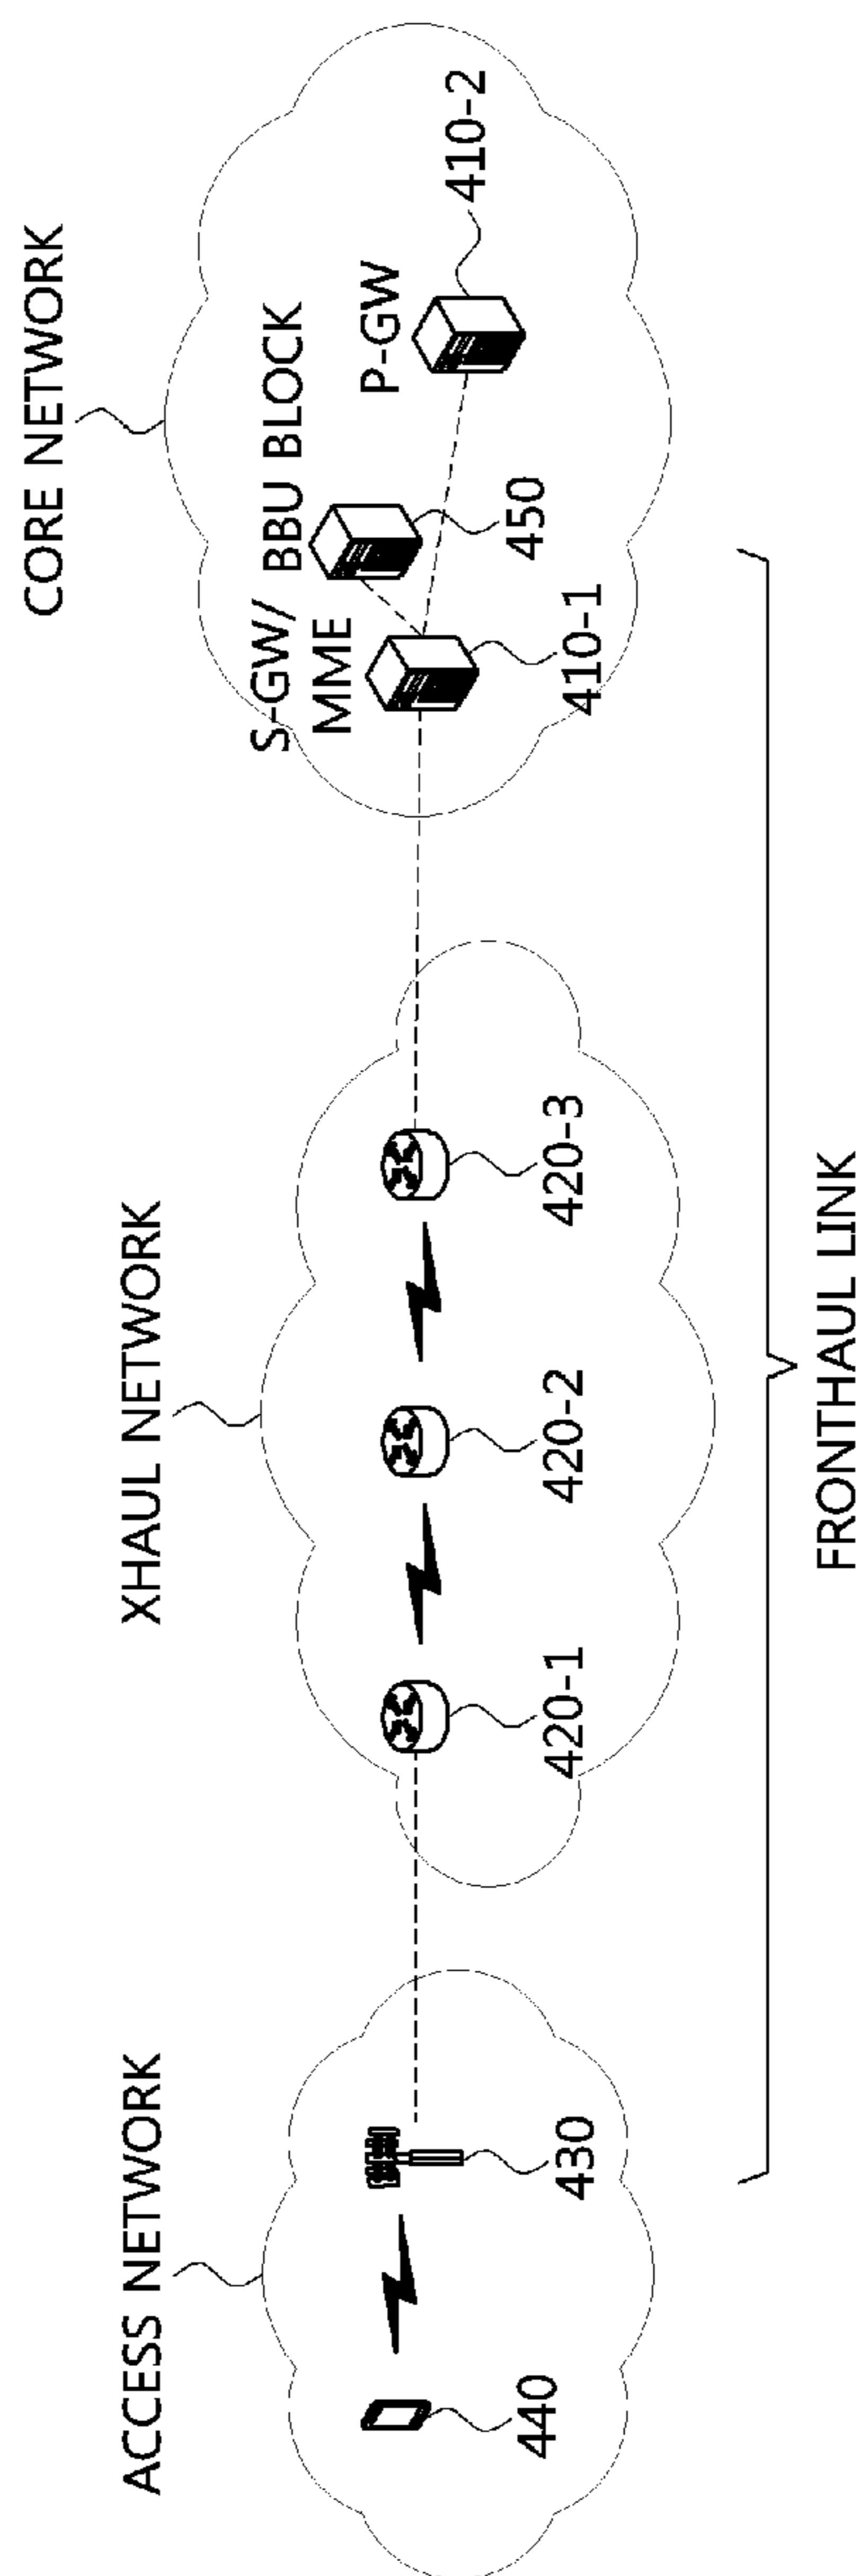 ACCESS NETWORK
XHAUL NETWORK
CORE NETWORK
S-GW/
MME
BBU BLOCK
P-GW
440
430
420-1
420-2
420-3
410-1
450
410-2
FRONTHAUL LINK